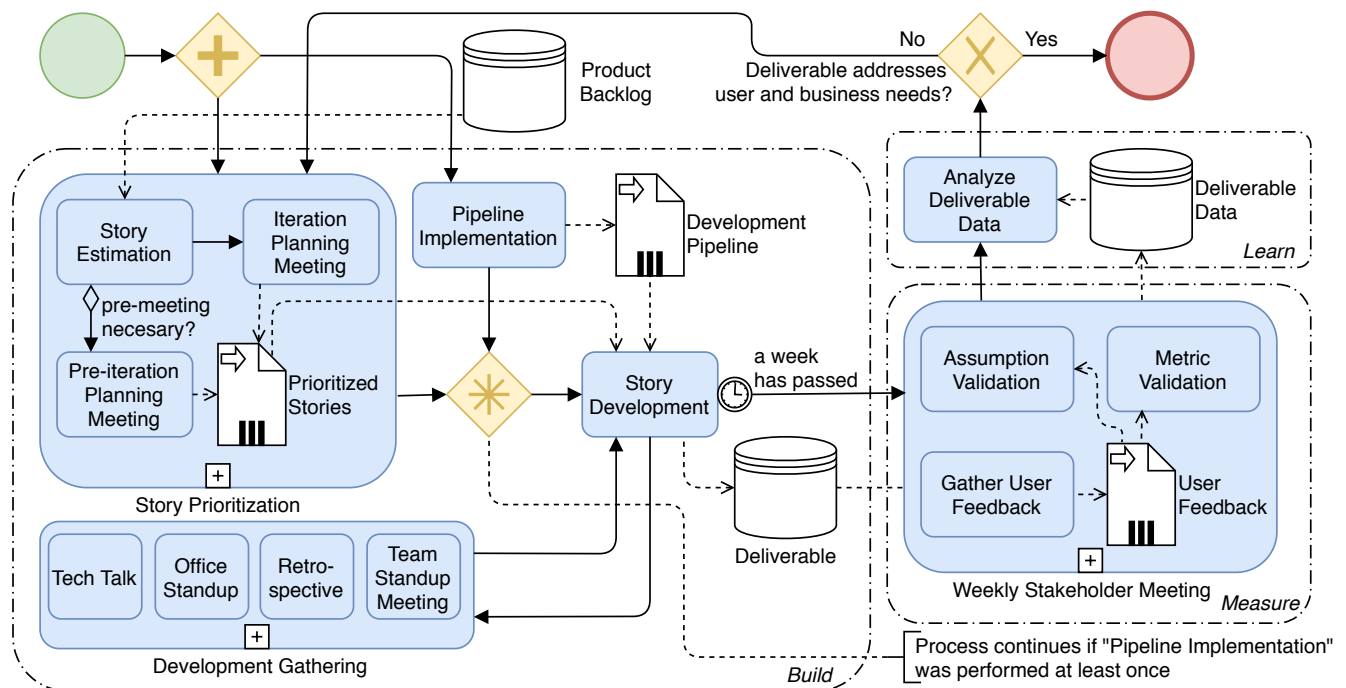 Product
Backlog
No
Yes
Deliverable addresses
user and business needs?
Story
Estimation
Iteration
Planning
Meeting
pre-meeting
necesary?
Pre-iteration
Planning
Meeting
Prioritized
Stories
Story Prioritization
Pipeline
Implementation
Development
Pipeline
Story
Development
a week
has passed
Deliverable
Tech Talk
Office
Standup
Retro-
spective
Team
Standup
Meeting
Development Gathering
Build
Analyze
Deliverable
Data
Deliverable
Data
Learn
Assumption
Validation
Metric
Validation
Gather User
Feedback
User
Feedback
Weekly Stakeholder Meeting
Measure
Process continues if "Pipeline Implementation"
was performed at least once